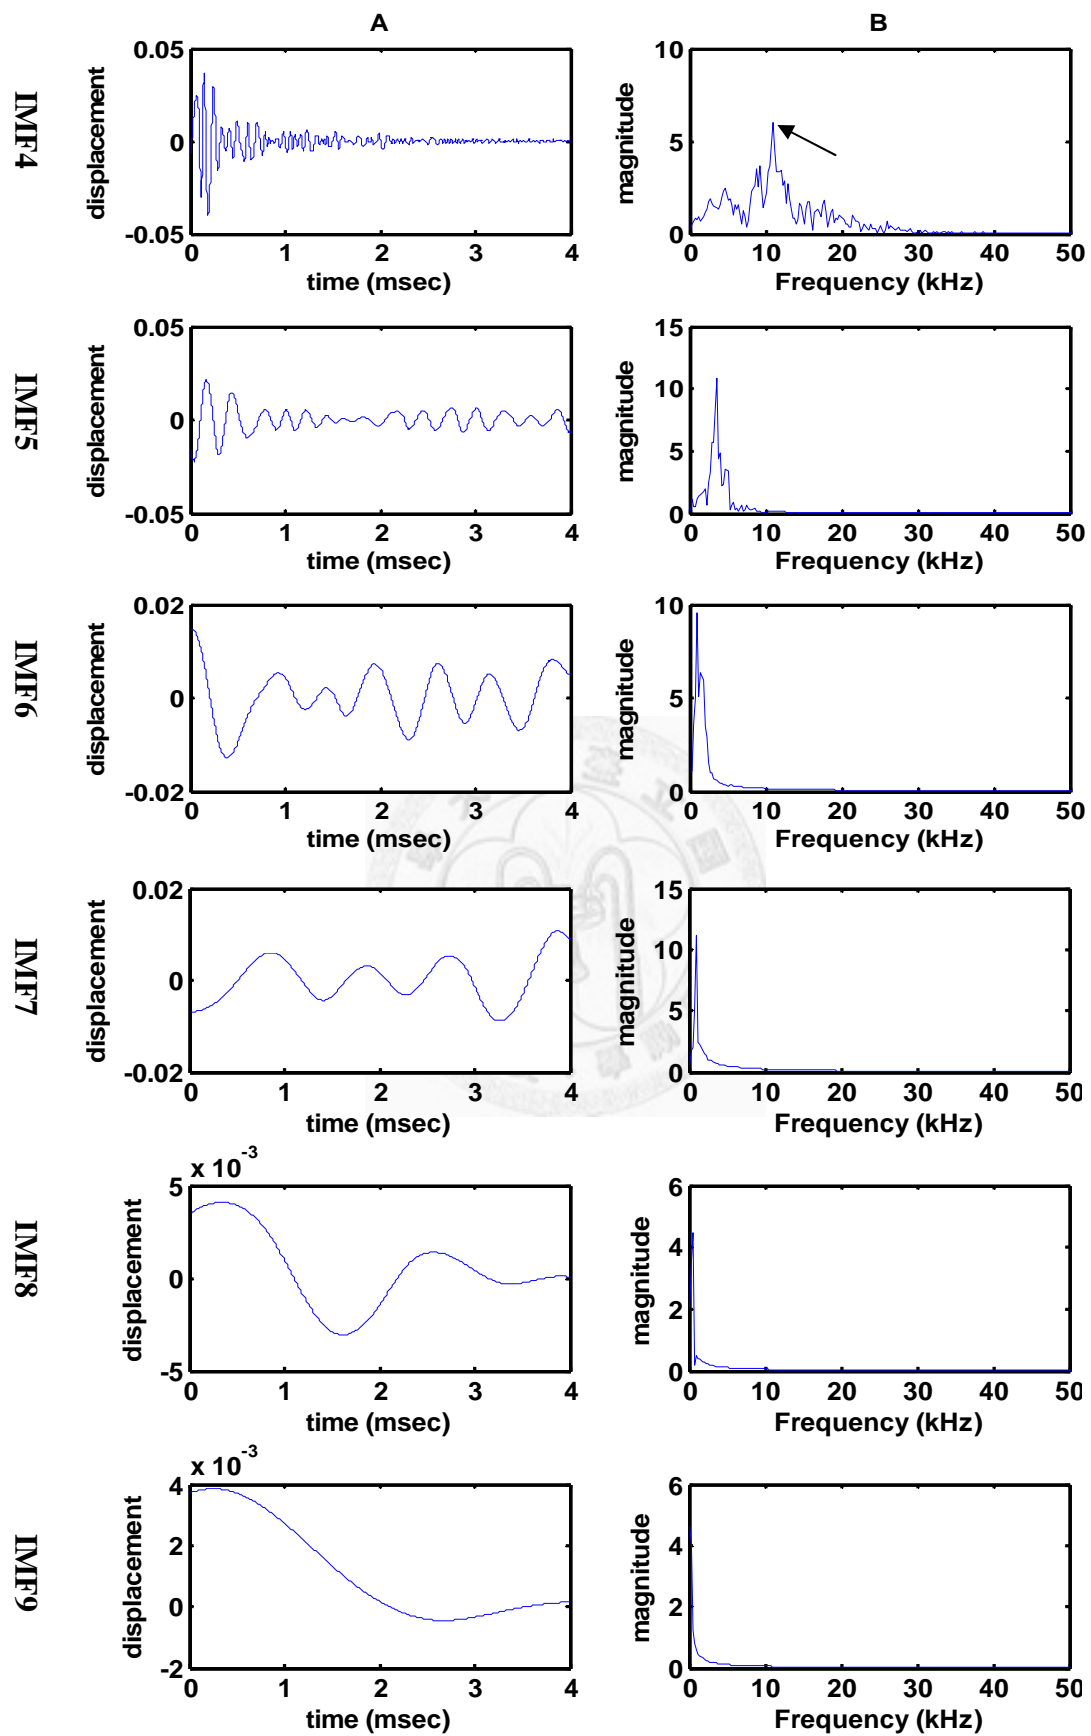 A
B
IMF4
displacement
0.05
0
-0.05
0 1 2 3 4
time (msec)
magnitude
10
5
0
0 10 20 30 40 50
Frequency (kHz)
IMF5
displacement
0.05
0
-0.05
0 1 2 3 4
time (msec)
magnitude
15
10
5
0
0 10 20 30 40 50
Frequency (kHz)
IMF6
displacement
0.02
0
-0.02
0 1 2 3 4
time (msec)
magnitude
10
5
0
0 10 20 30 40 50
Frequency (kHz)
IMF7
displacement
0.02
0
-0.02
0 1 2 3 4
time (msec)
magnitude
15
10
5
0
0 10 20 30 40 50
Frequency (kHz)
IMF8
displacement
x 10^-3
5
0
-5
0 1 2 3 4
time (msec)
magnitude
6
4
2
0
0 10 20 30 40 50
Frequency (kHz)
IMF9
displacement
x 10^-3
4
2
0
-2
0 1 2 3 4
time (msec)
magnitude
6
4
2
0
0 10 20 30 40 50
Frequency (kHz)